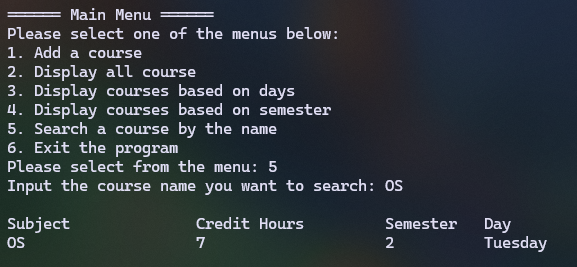 ====== Main Menu ======
Please select one of the menus below:
1. Add a course
2. Display all course
3. Display courses based on days
4. Display courses based on semester
5. Search a course by the name
6. Exit the program
Please select from the menu: 5
Input the course name you want to search: OS
Subject Credit Hours Semester Day
OS 7 2 Tuesday